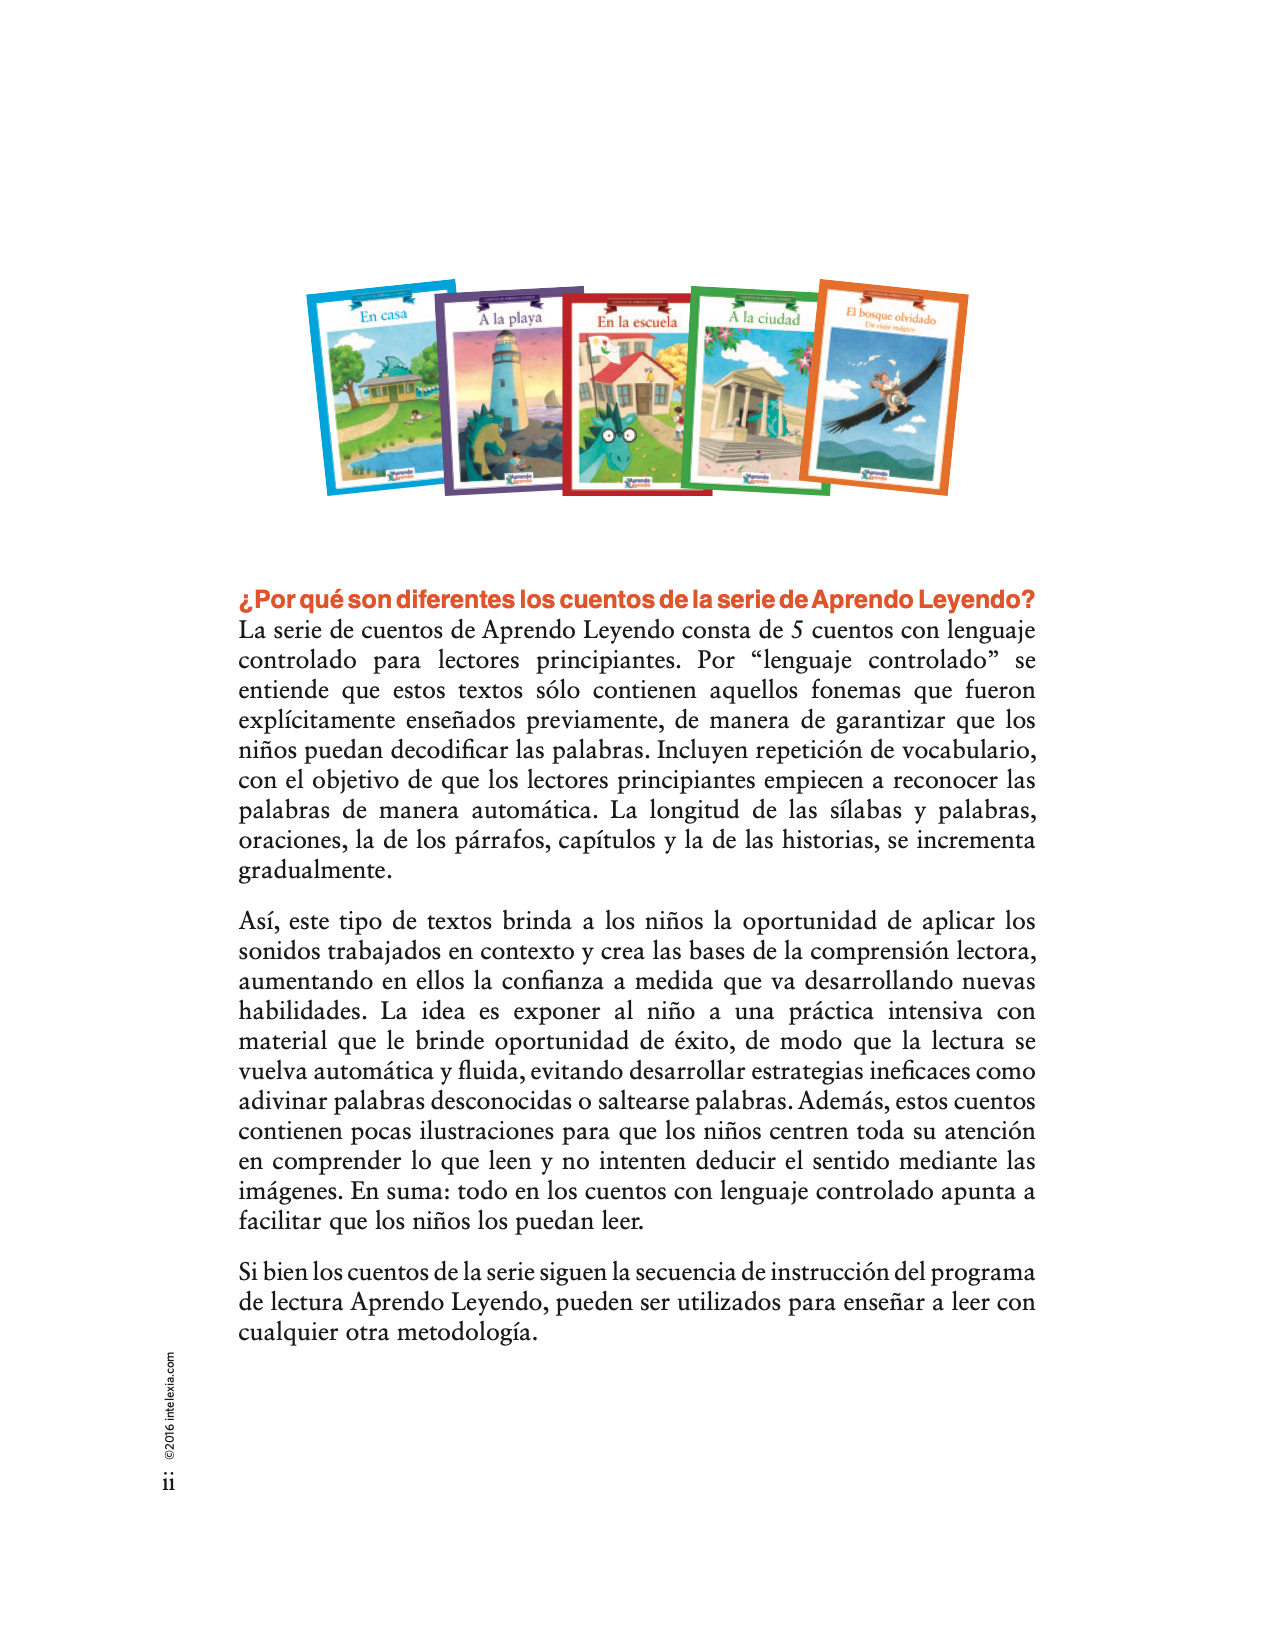 En casa
A la playa
En la escuela
A la ciudad
El bosque olvidado
Un viaje mágico
Aprendo
Leyendo
Aprendo
Leyendo
Aprendo
Leyendo
Aprendo
Leyendo
Aprendo
Leyendo
¿Por qué son diferentes los cuentos de la serie de Aprendo Leyendo?
La serie de cuentos de Aprendo Leyendo consta de 5 cuentos con lenguaje
controlado para lectores principiantes. Por “lenguaje controlado” se
entiende que estos textos sólo contienen aquellos fonemas que fueron
explícitamente enseñados previamente, de manera de garantizar que los
niños puedan decodificar las palabras. Incluyen repetición de vocabulario,
con el objetivo de que los lectores principiantes empiecen a reconocer las
palabras de manera automática. La longitud de las sílabas y palabras,
oraciones, la de los párrafos, capítulos y la de las historias, se incrementa
gradualmente.
Así, este tipo de textos brinda a los niños la oportunidad de aplicar los
sonidos trabajados en contexto y crea las bases de la comprensión lectora,
aumentando en ellos la confianza a medida que va desarrollando nuevas
habilidades. La idea es exponer al niño a una práctica intensiva con
material que le brinde oportunidad de éxito, de modo que la lectura se
vuelva automática y fluida, evitando desarrollar estrategias ineficaces como
adivinar palabras desconocidas o saltearse palabras. Además, estos cuentos
contienen pocas ilustraciones para que los niños centren toda su atención
en comprender lo que leen y no intenten deducir el sentido mediante las
imágenes. En suma: todo en los cuentos con lenguaje controlado apunta a
facilitar que los niños los puedan leer.
Si bien los cuentos de la serie siguen la secuencia de instrucción del programa
de lectura Aprendo Leyendo, pueden ser utilizados para enseñar a leer con
cualquier otra metodología.
©2016 intelexia.com
ii